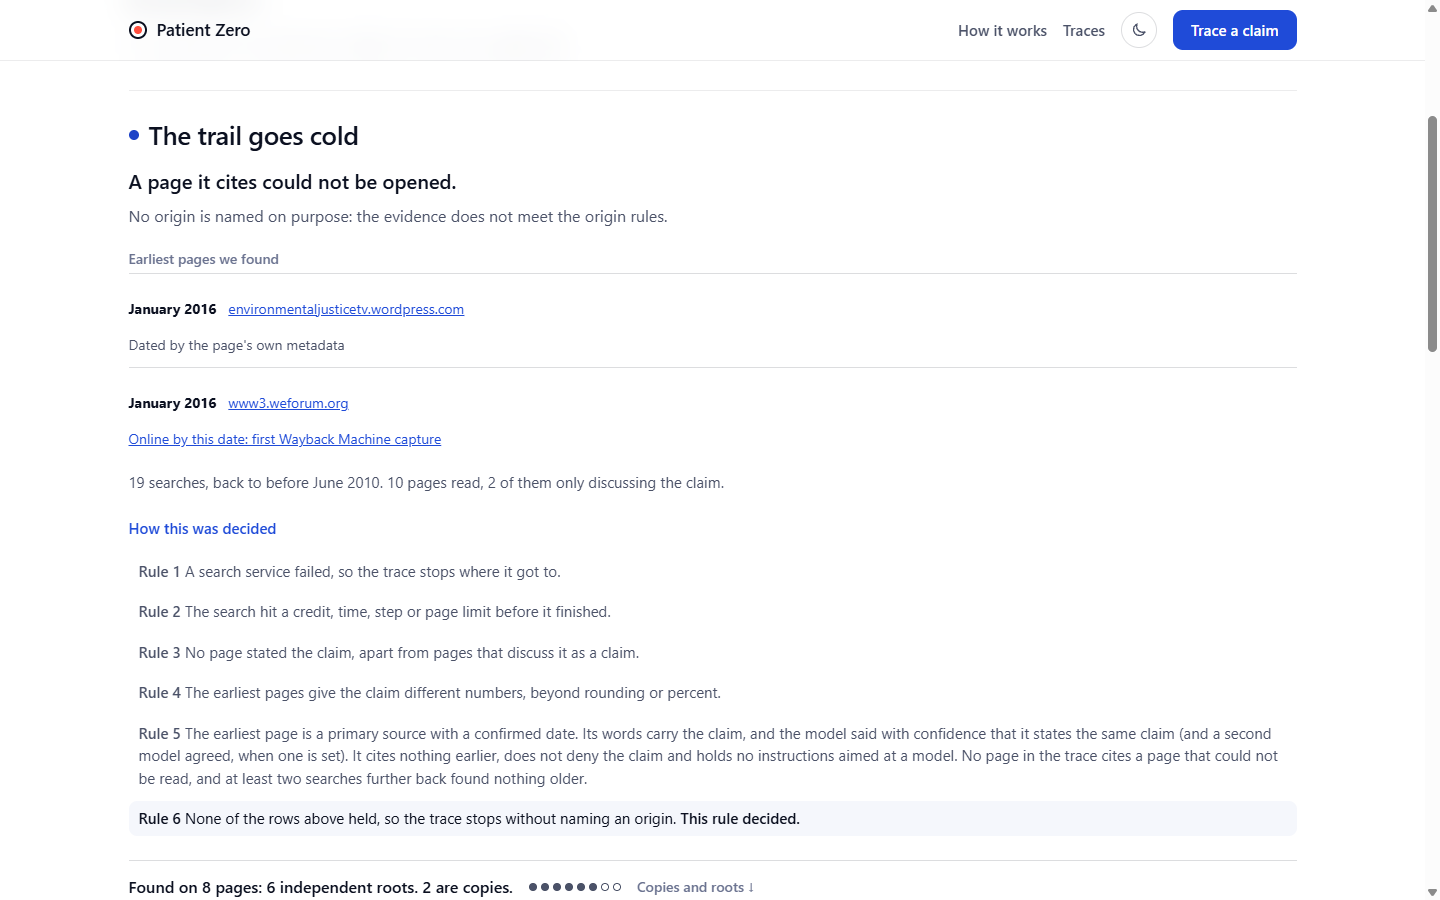 Patient Zero
How it works
Traces
Trace a claim
The trail goes cold
A page it cites could not be opened.
No origin is named on purpose: the evidence does not meet the origin rules.
Earliest pages we found
January 2016 environmentaljusticetv.wordpress.com
Dated by the page's own metadata
January 2016 www3.weforum.org
Online by this date: first Wayback Machine capture
19 searches, back to before June 2010. 10 pages read, 2 of them only discussing the claim.
How this was decided
Rule 1 A search service failed, so the trace stops where it got to.
Rule 2 The search hit a credit, time, step or page limit before it finished.
Rule 3 No page stated the claim, apart from pages that discuss it as a claim.
Rule 4 The earliest pages give the claim different numbers, beyond rounding or percent.
Rule 5 The earliest page is a primary source with a confirmed date. Its words carry the claim, and the model said with confidence that it states the same claim (and a second
model agreed, when one is set). It cites nothing earlier, does not deny the claim and holds no instructions aimed at a model. No page in the trace cites a page that could not
be read, and at least two searches further back found nothing older.
Rule 6 None of the rows above held, so the trace stops without naming an origin. This rule decided.
Found on 8 pages: 6 independent roots. 2 are copies.
Copies and roots ↓